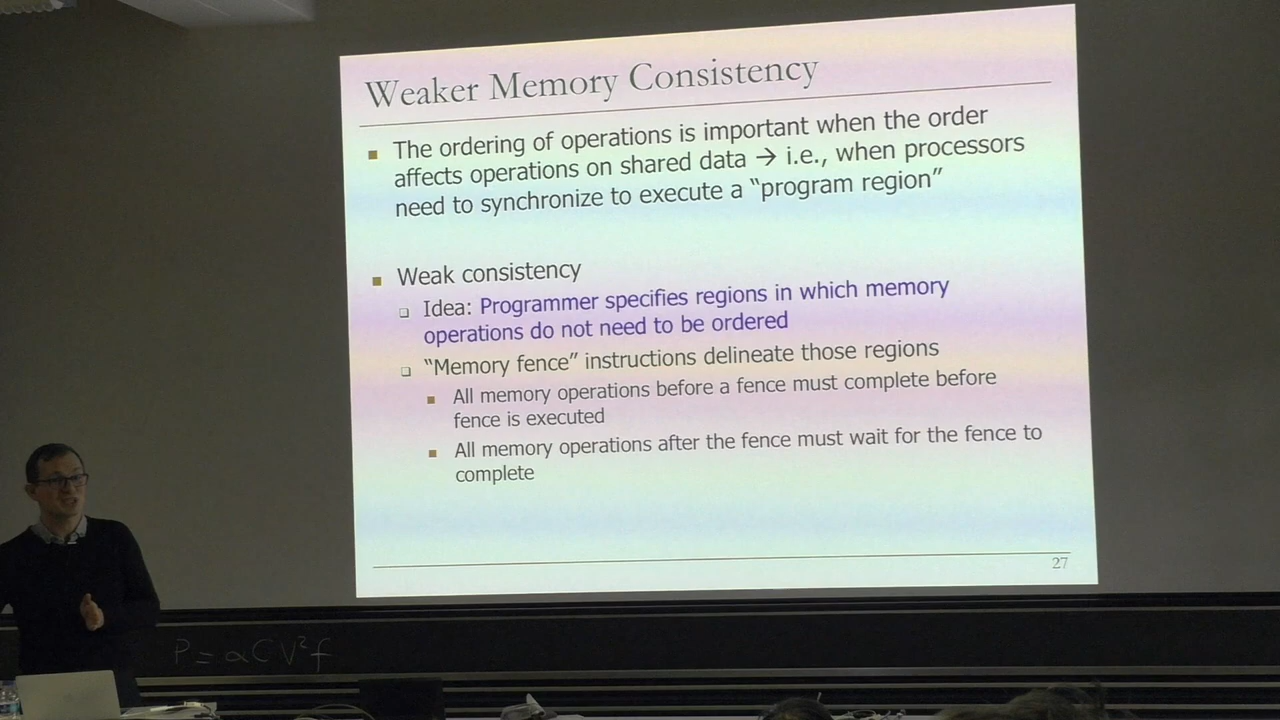 Weaker Memory Consistency
■ The ordering of operations is important when the order
affects operations on shared data → i.e., when processors
need to synchronize to execute a “program region”
■ Weak consistency
❑ Idea: Programmer specifies regions in which memory
operations do not need to be ordered
❑ “Memory fence” instructions delineate those regions
■ All memory operations before a fence must complete before
fence is executed
■ All memory operations after the fence must wait for the fence to
complete
27
P = αCV²f